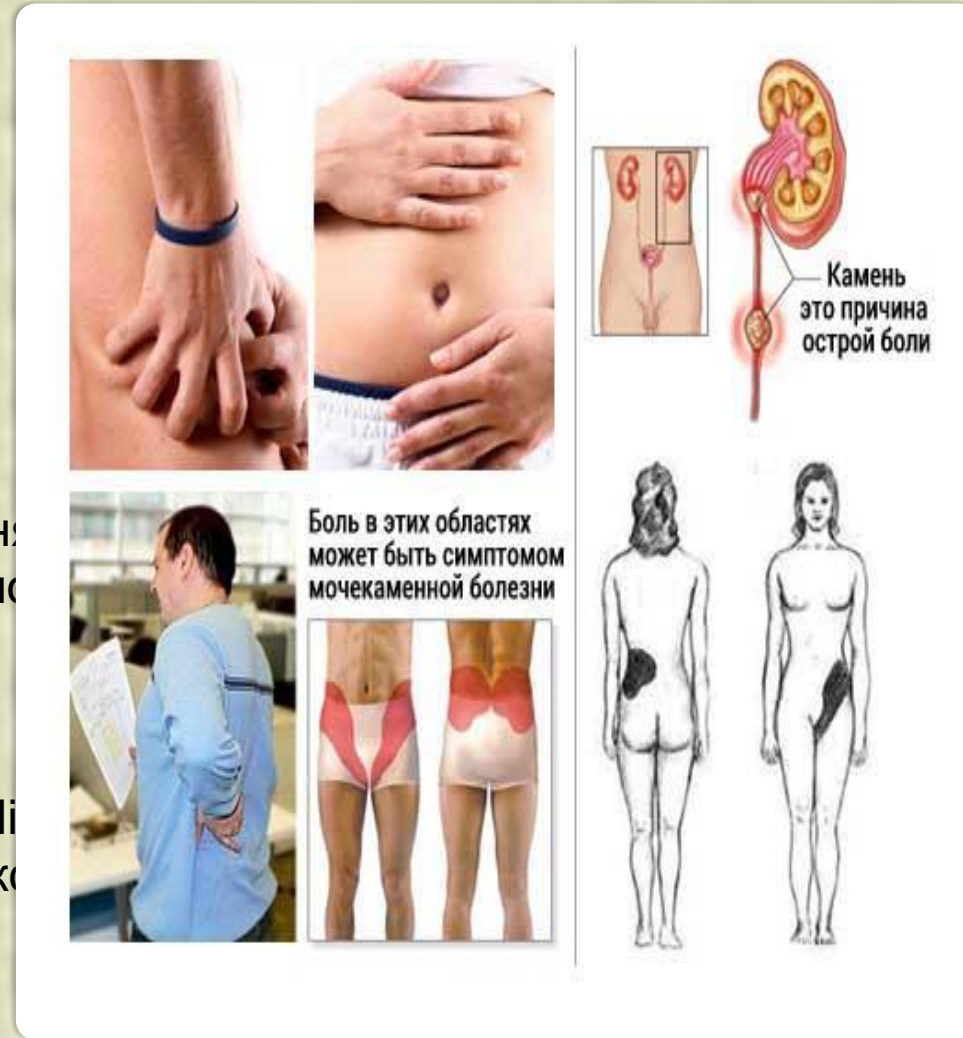 Камень
это причина
острой боли
Боль в этих областях
может быть симптомом
мочекаменной болезни